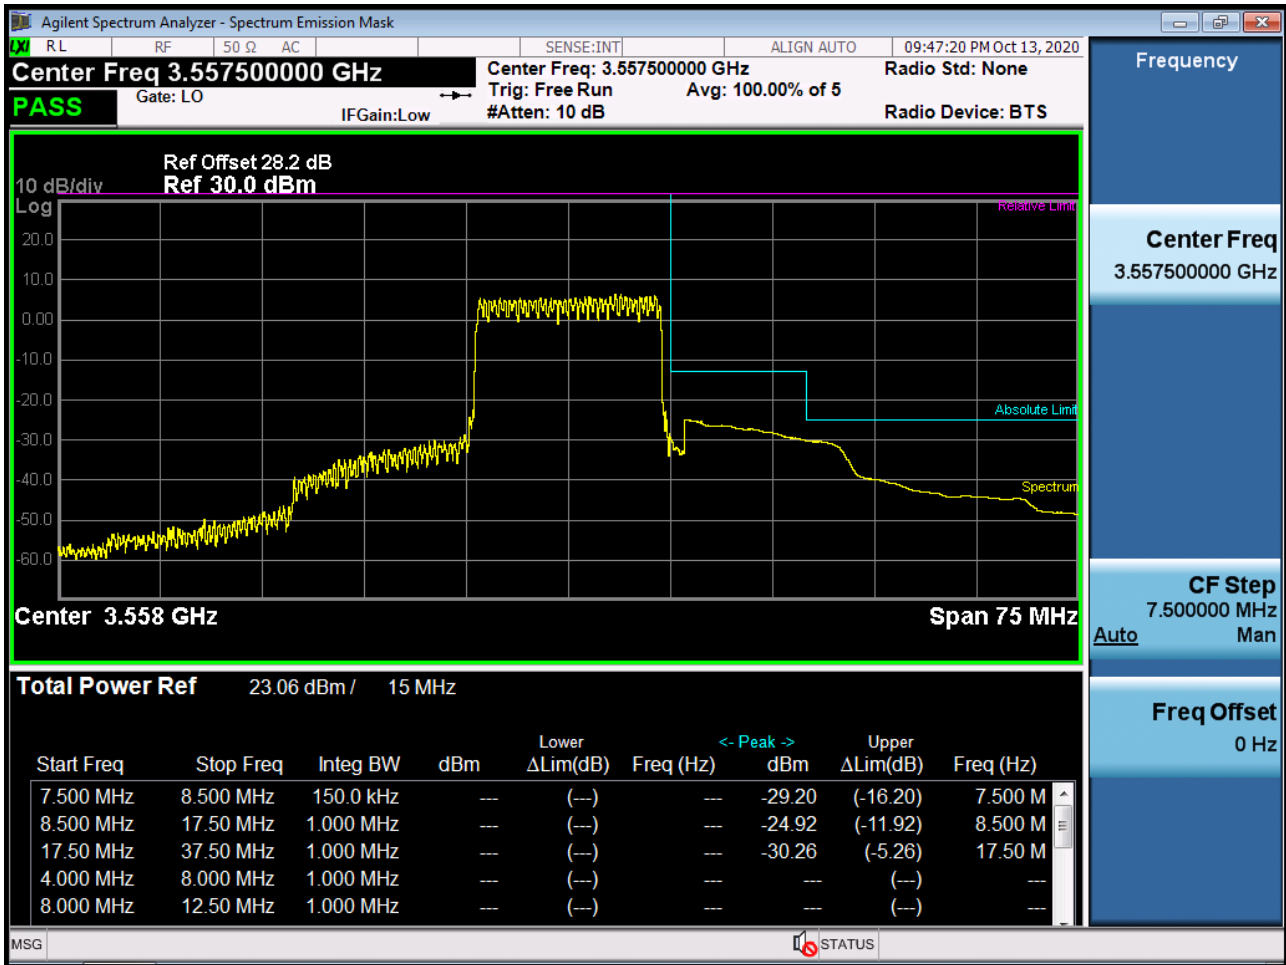 Agilent Spectrum Analyzer - Spectrum Emission Mask
LXI RL RF 50 Ω AC SENSE:INT ALIGN AUTO 09:47:20 PM Oct 13, 2020
Center Freq 3.557500000 GHz
Center Freq: 3.557500000 GHz
Radio Std: None
PASS
Gate: LO
IFGain:Low
Trig: Free Run
Avg: 100.00% of 5
#Atten: 10 dB
Radio Device: BTS
Ref Offset 28.2 dB
10 dB/div Ref 30.0 dBm
Log
Relative Limit
20.0
10.0
0.00
-10.0
-20.0
Absolute Limit
-30.0
-40.0
Spectrum
-50.0
-60.0
Center 3.558 GHz
Span 75 MHz
Total Power Ref 23.06 dBm / 15 MHz
Lower <- Peak -> Upper
Start Freq Stop Freq Integ BW dBm ΔLim(dB) Freq (Hz) dBm ΔLim(dB) Freq (Hz)
7.500 MHz 8.500 MHz 150.0 kHz --- (---) --- -29.20 (-16.20) 7.500 M
8.500 MHz 17.50 MHz 1.000 MHz --- (---) --- -24.92 (-11.92) 8.500 M
17.50 MHz 37.50 MHz 1.000 MHz --- (---) --- -30.26 (-5.26) 17.50 M
4.000 MHz 8.000 MHz 1.000 MHz --- (---) --- --- (---) ---
8.000 MHz 12.50 MHz 1.000 MHz --- (---) --- --- (---) ---
MSG STATUS
Frequency
Center Freq
3.557500000 GHz
CF Step
7.500000 MHz
Auto Man
Freq Offset
0 Hz